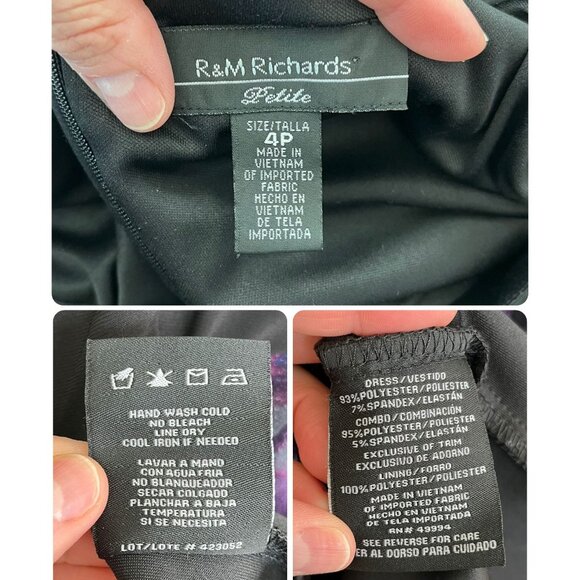 R&M Richards
Petite
SIZE/TALLA
4P
MADE IN
VIETNAM
OF IMPORTED
FABRIC
HECHO EN
VIETNAM
DE TELA
IMPORTADA
HAND WASH COLD
NO BLEACH
LINE DRY
COOL IRON IF NEEDED
LAVAR A MANO
CON AGUA FRIA
NO BLANQUEADOR
SECAR COLGADO
PLANCHAR A BAJA
TEMPERATURA
SI SE NECESITA
LOT/LOTE # 423052
DRESS/VESTIDO
93%POLYESTER/POLIESTER
7%SPANDEX/ELASTÁN
COMBO/COMBINACIÓN
95%POLYESTER/POLIESTER
5%SPANDEX/ELASTÁN
EXCLUSIVE OF TRIM
EXCLUSIVO DE ADORNO
LINING/FORRO
100%POLYESTER/POLIESTER
MADE IN VIETNAM
OF IMPORTED FABRIC
HECHO EN VIETNAM
DE TELA IMPORTADA
RN# 49994
SEE REVERSE FOR CARE
ER AL DORSO PARA CUIDADO